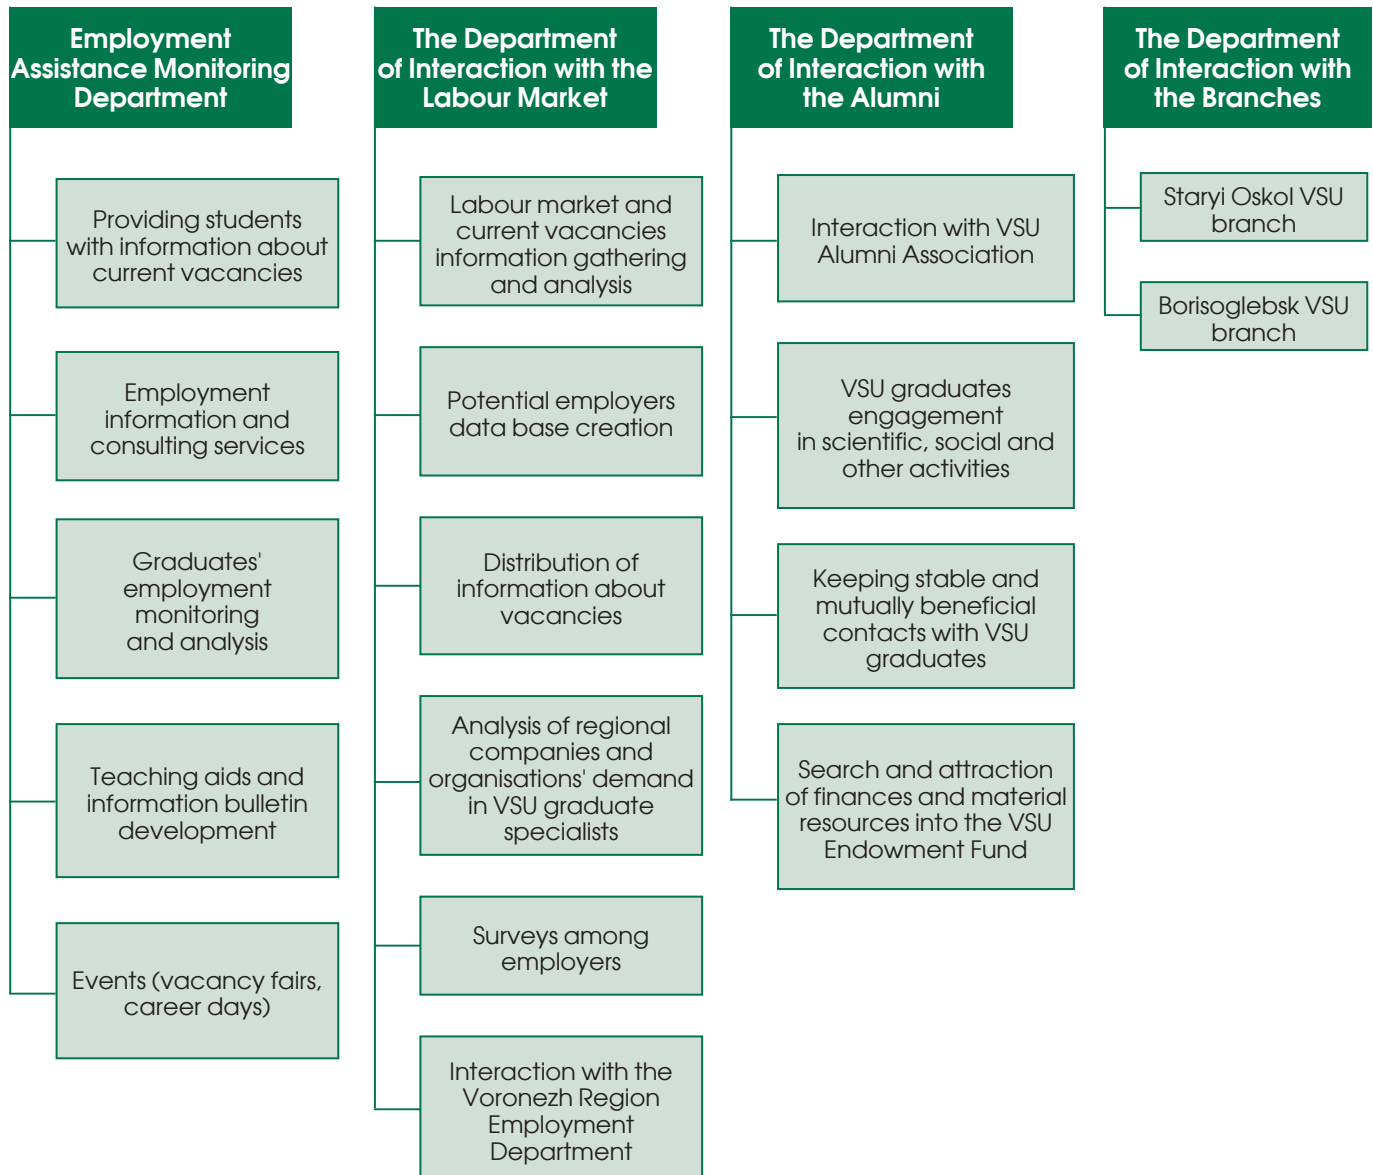 Employment
Assistance Monitoring
Department
Providing students
with information about
current vacancies
Employment
information and
consulting services
Graduates'
employment
monitoring
and analysis
Teaching aids and
information bulletin
development
Events (vacancy fairs,
career days)
The Department
of Interaction with the
Labour Market
Labour market and
current vacancies
information gathering
and analysis
Potential employers
data base creation
Distribution of
information about
vacancies
Analysis of regional
companies and
organisations' demand
in VSU graduate
specialists
Surveys among
employers
Interaction with the
Voronezh Region
Employment
Department
The Department
of Interaction with
the Alumni
Interaction with VSU
Alumni Association
VSU graduates
engagement
in scientific, social and
other activities
Keeping stable and
mutually beneficial
contacts with VSU
graduates
Search and attraction
of finances and material
resources into the VSU
Endowment Fund
The Department
of Interaction with
the Branches
Staryi Oskol VSU
branch
Borisoglebsk VSU
branch